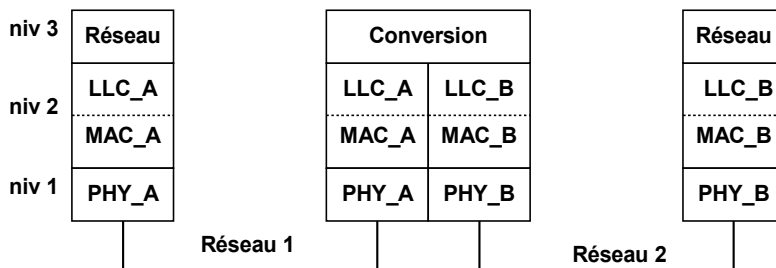 niv 3 Réseau Conversion Réseau
LLC_A LLC_A LLC_B LLC_B
niv 2
MAC_A MAC_A MAC_B MAC_B
niv 1 PHY_A PHY_A PHY_B PHY_B
Réseau 1
Réseau 2